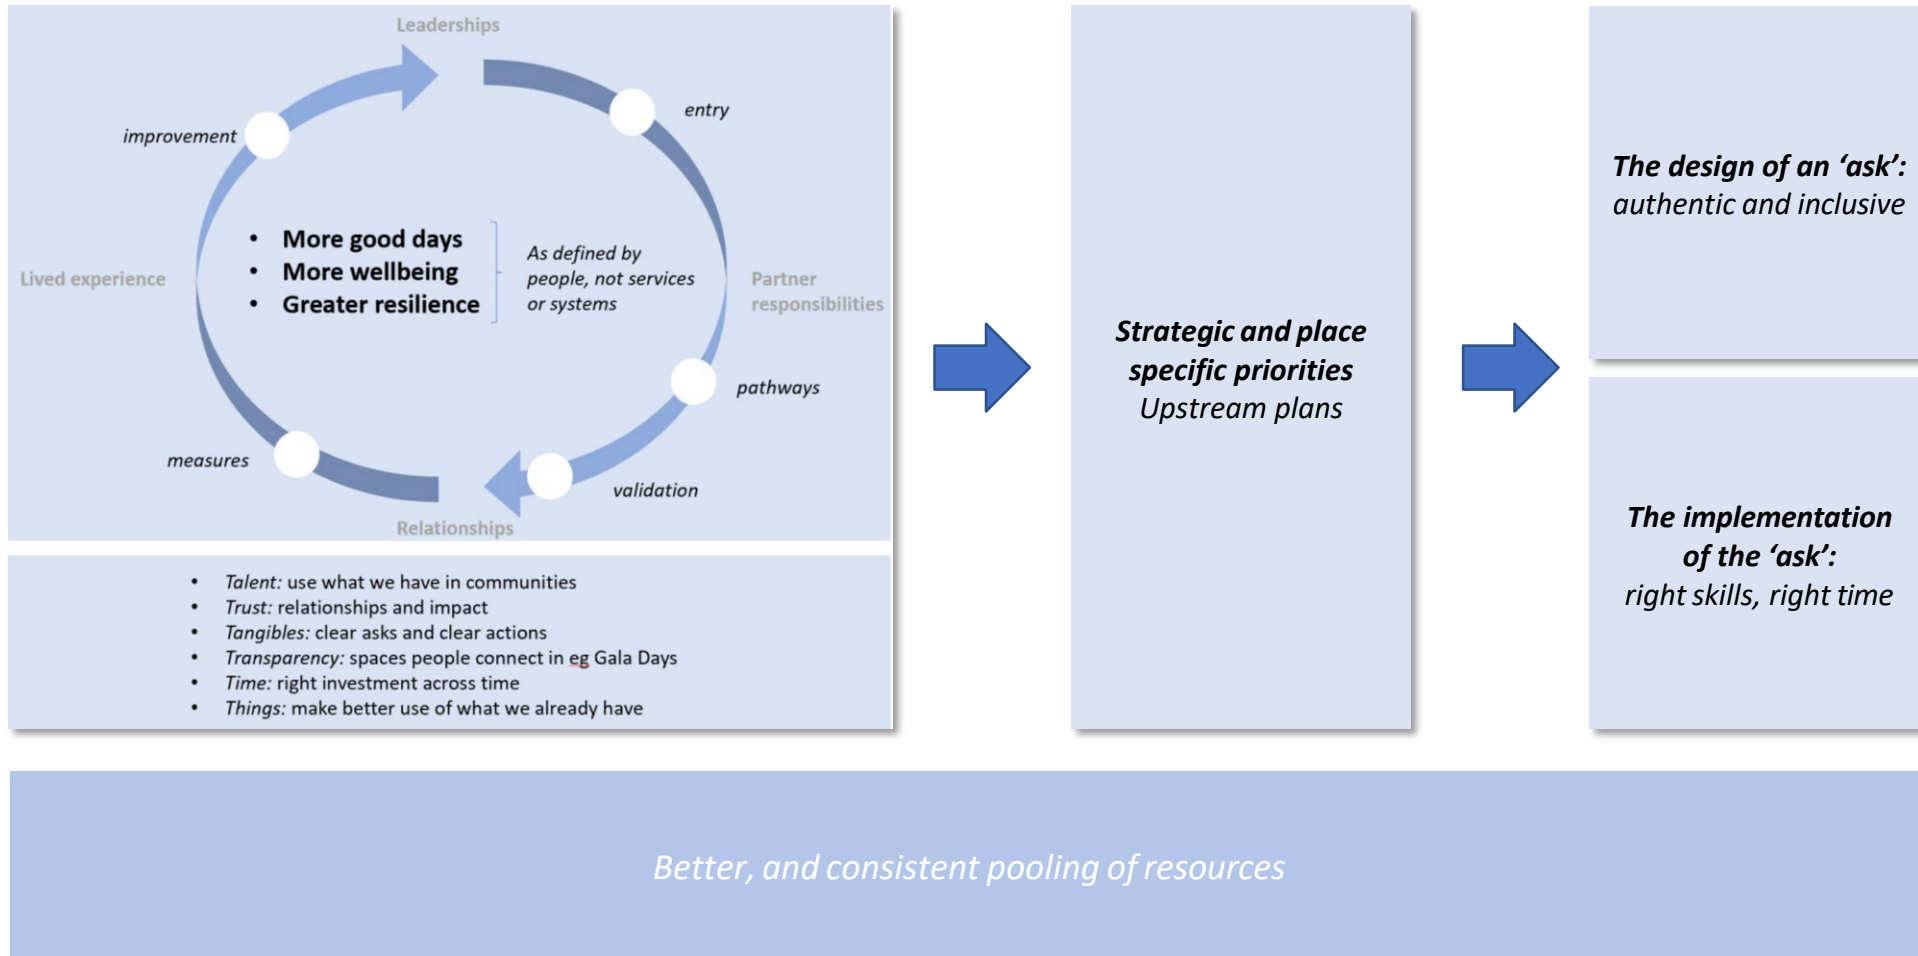 Leaderships
entry
improvement
• More good days
• More wellbeing
• Greater resilience
As defined by
people, not services
or systems
Lived experience
Partner
responsibilities
pathways
measures
validation
Relationships
• Talent: use what we have in communities
• Trust: relationships and impact
• Tangibles: clear asks and clear actions
• Transparency: spaces people connect in eg Gala Days
• Time: right investment across time
• Things: make better use of what we already have
Strategic and place
specific priorities
Upstream plans
The design of an ‘ask’:
authentic and inclusive
The implementation
of the ‘ask’:
right skills, right time
Better, and consistent pooling of resources